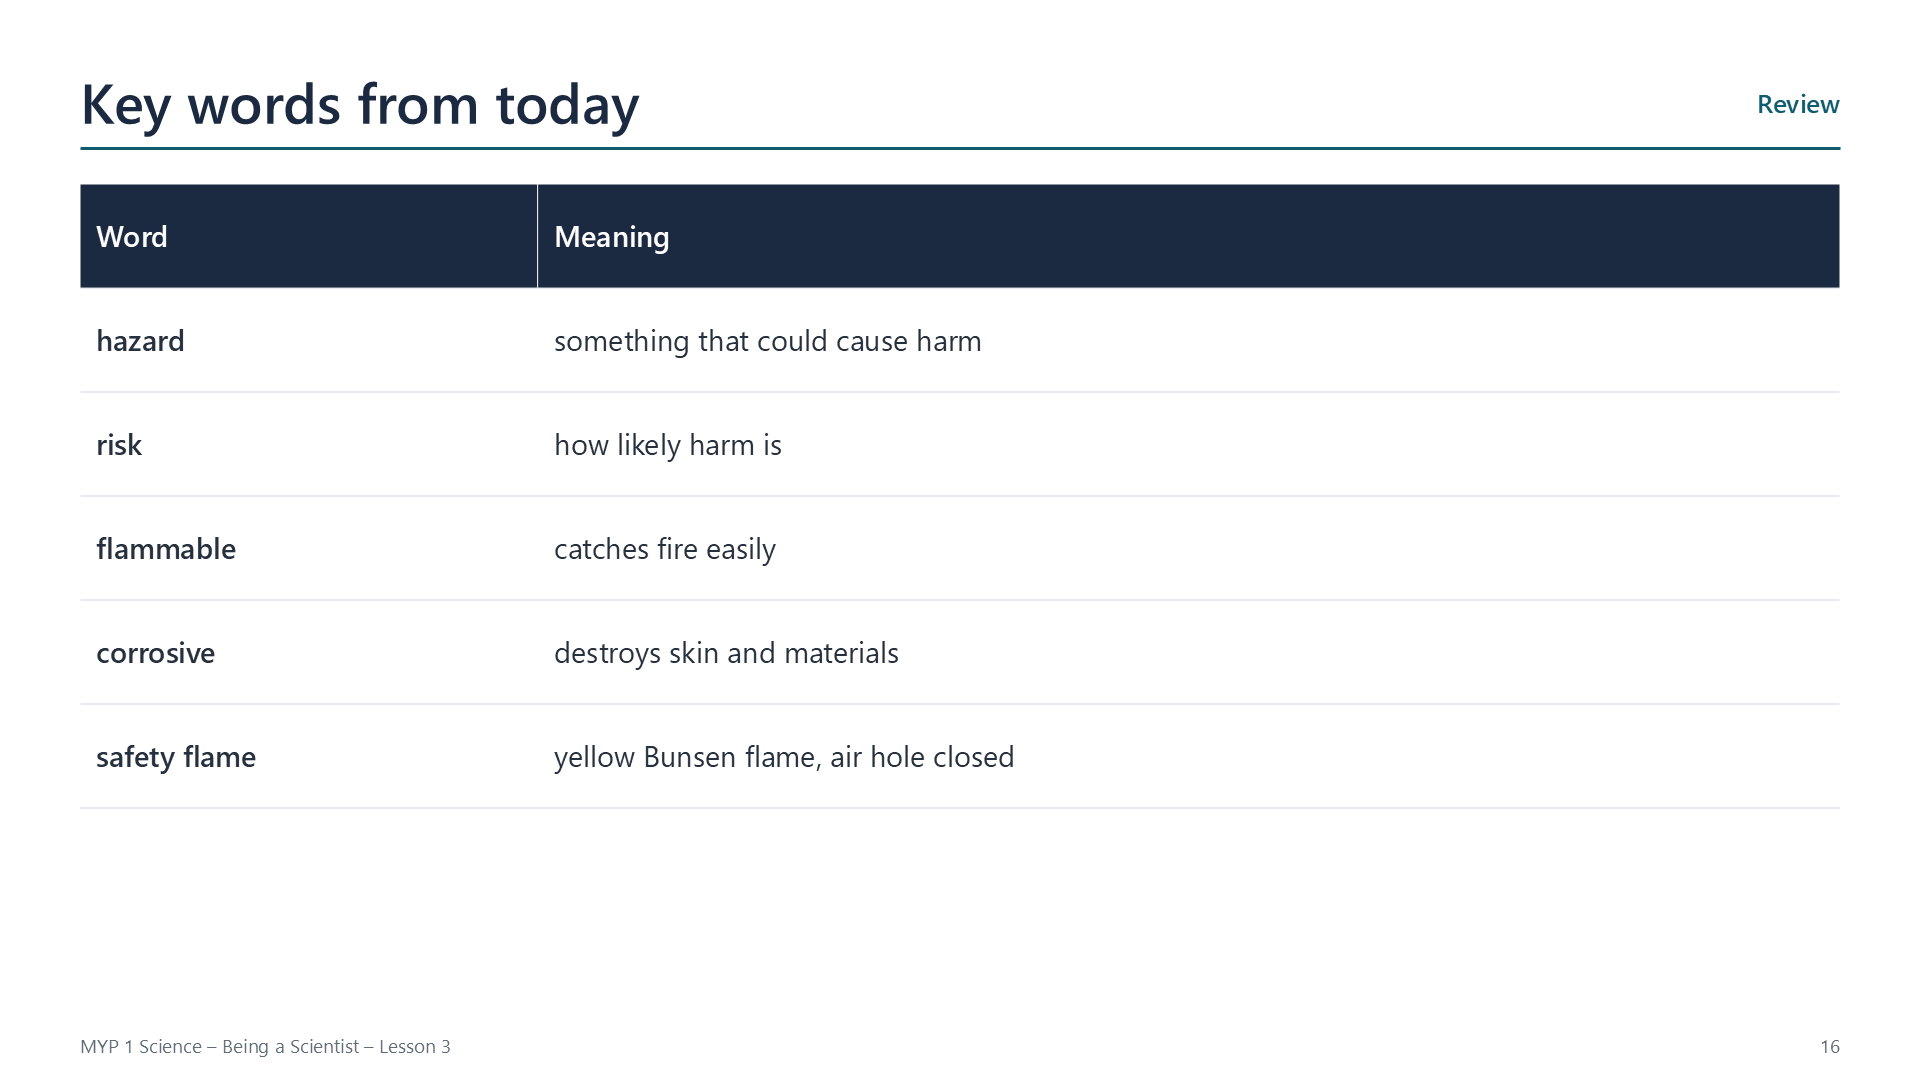 Key words from today
Review
Word Meaning
hazard something that could cause harm
risk how likely harm is
flammable catches fire easily
corrosive destroys skin and materials
safety flame yellow Bunsen flame, air hole closed
MYP 1 Science – Being a Scientist – Lesson 3
16